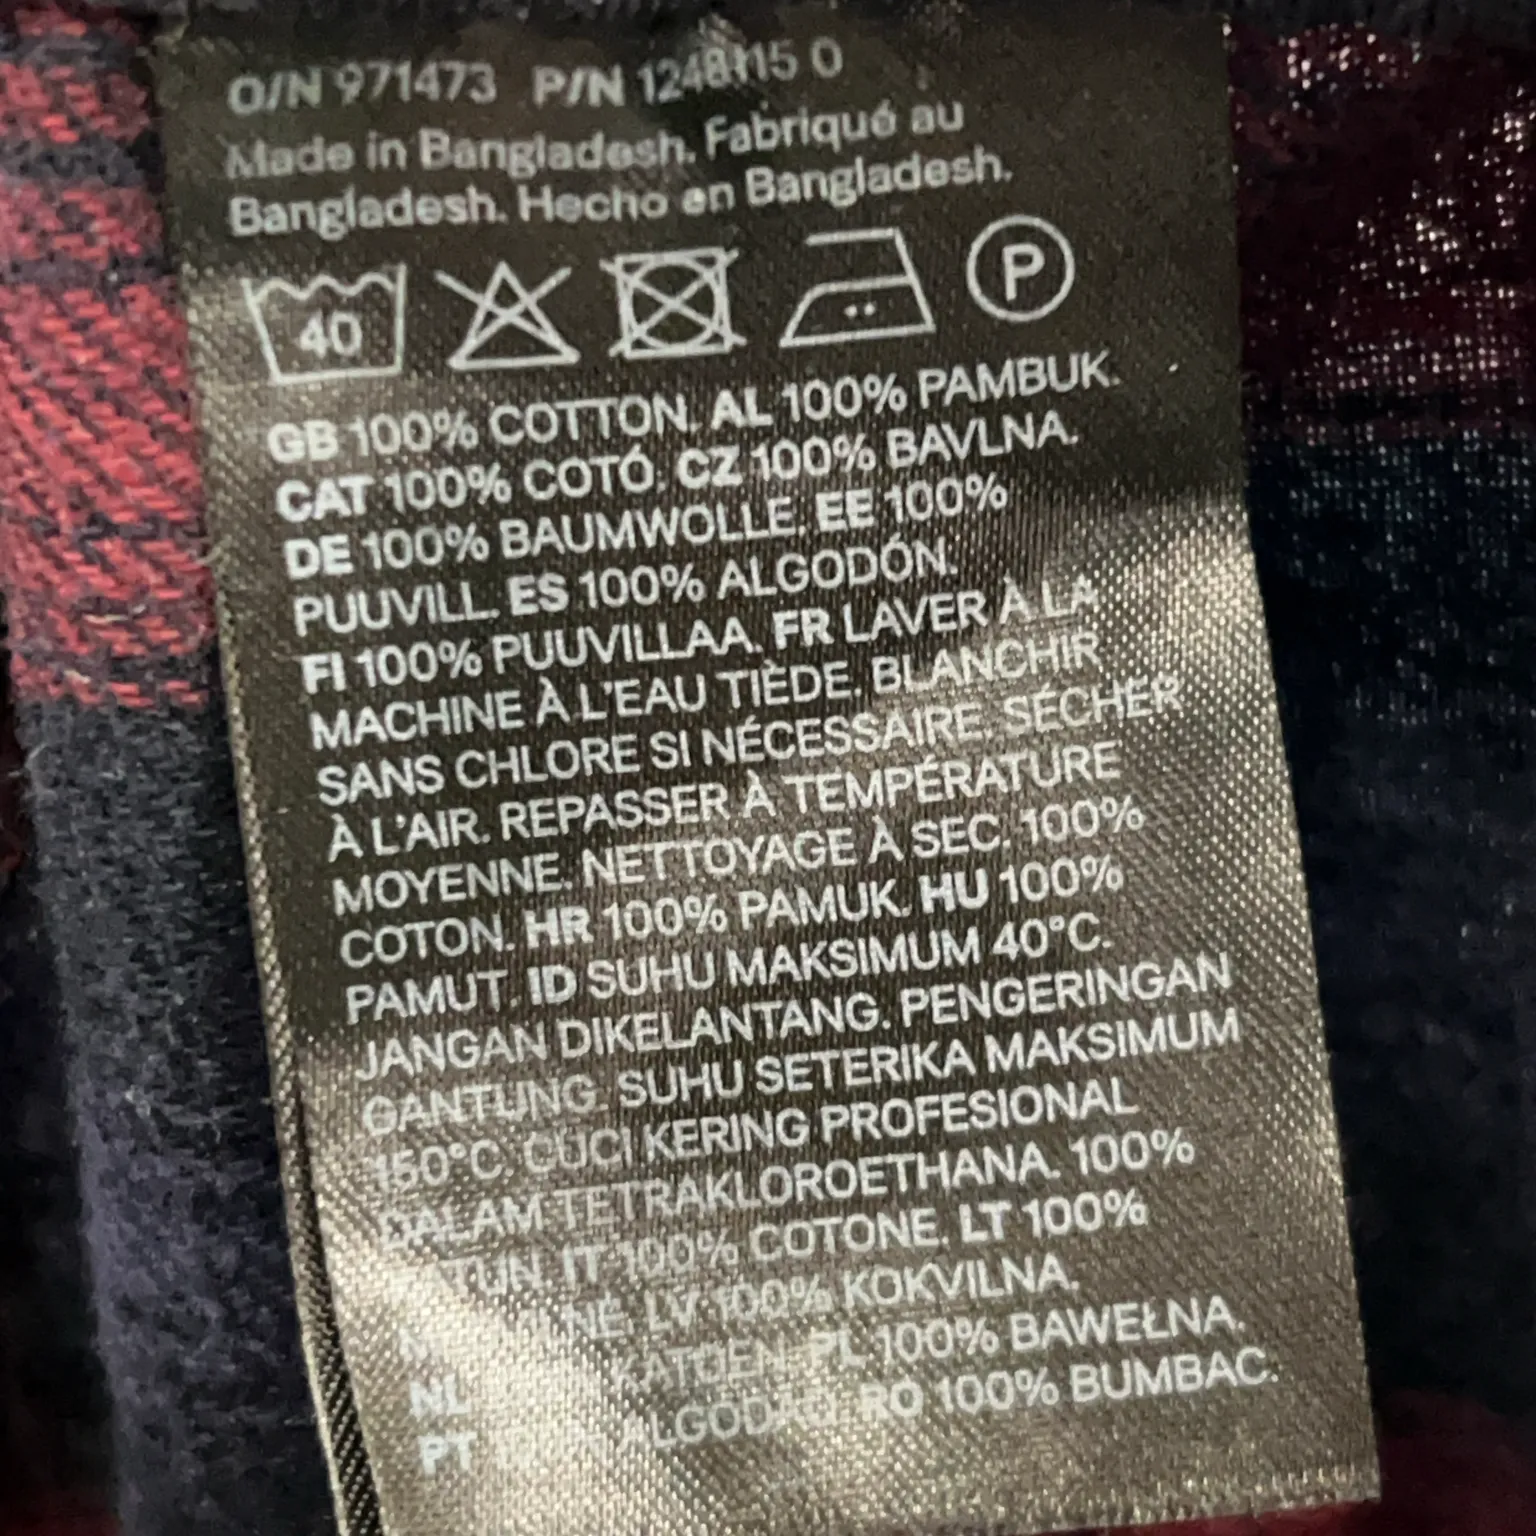 O/N 971473 P/N 1248115 0
Made in Bangladesh. Fabriqué au
Bangladesh. Hecho en Bangladesh.
40 P
GB 100% COTTON. AL 100% PAMBUK.
CAT 100% COTÓ. CZ 100% BAVLNA.
DE 100% BAUMWOLLE. EE 100%
PUUVILL. ES 100% ALGODÓN.
FI 100% PUUVILLAA. FR LAVER À LA
MACHINE À L'EAU TIÈDE. BLANCHIR
SANS CHLORE SI NÉCESSAIRE. SÉCHER
À L'AIR. REPASSER À TEMPÉRATURE
MOYENNE. NETTOYAGE À SEC. 100%
COTON. HR 100% PAMUK. HU 100%
PAMUT. ID SUHU MAKSIMUM 40°C.
JANGAN DIKELANTANG. PENGERINGAN
GANTUNG. SUHU SETERIKA MAKSIMUM
150°C. CUCI KERING PROFESIONAL
DALAM TETRAKLOROETHANA. 100%
KATUN. IT 100% COTONE. LT 100%
LV 100% KOKVILNA.
NL KATOEN. PL 100% BAWEŁNA.
PT ALGODÃO. RO 100% BUMBAC.